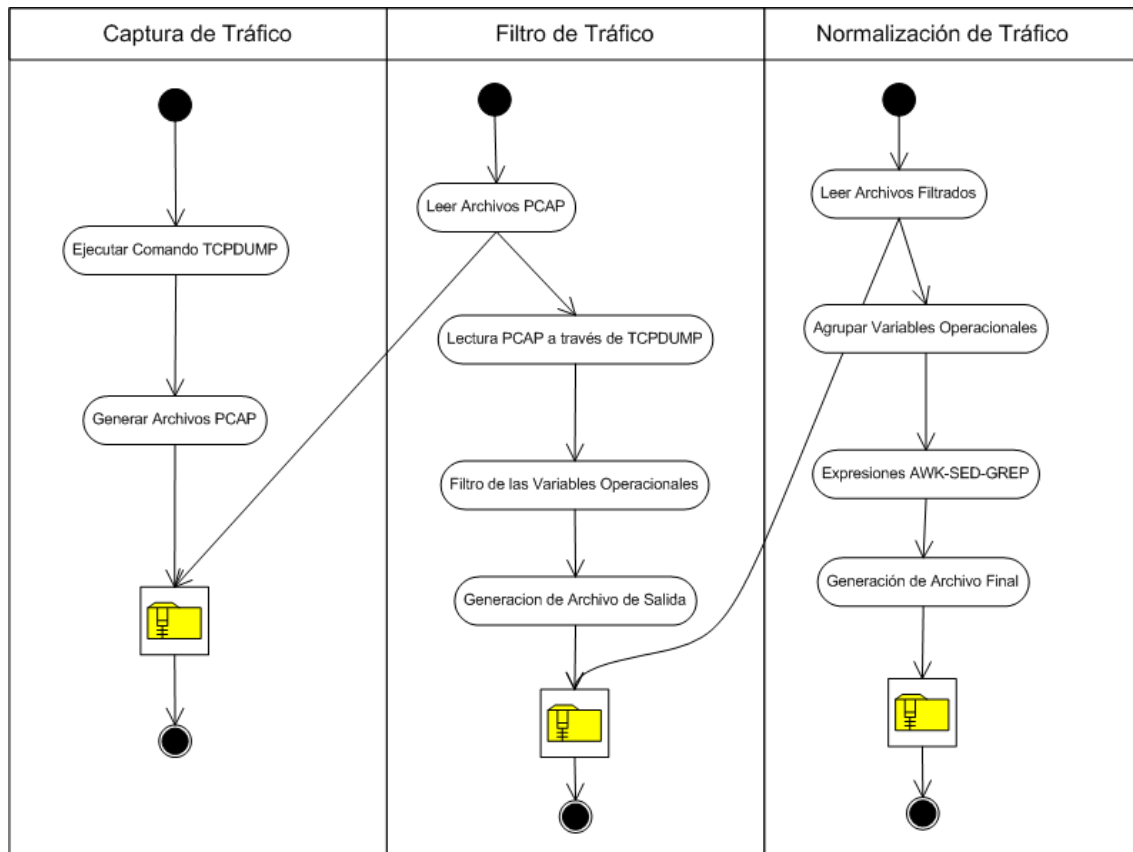 Captura de Tráfico
Filtro de Tráfico
Normalización de Tráfico
Ejecutar Comando TCPDUMP
Generar Archivos PCAP
Leer Archivos PCAP
Lectura PCAP a través de TCPDUMP
Filtro de las Variables Operacionales
Generacion de Archivo de Salida
Leer Archivos Filtrados
Agrupar Variables Operacionales
Expresiones AWK-SED-GREP
Generación de Archivo Final